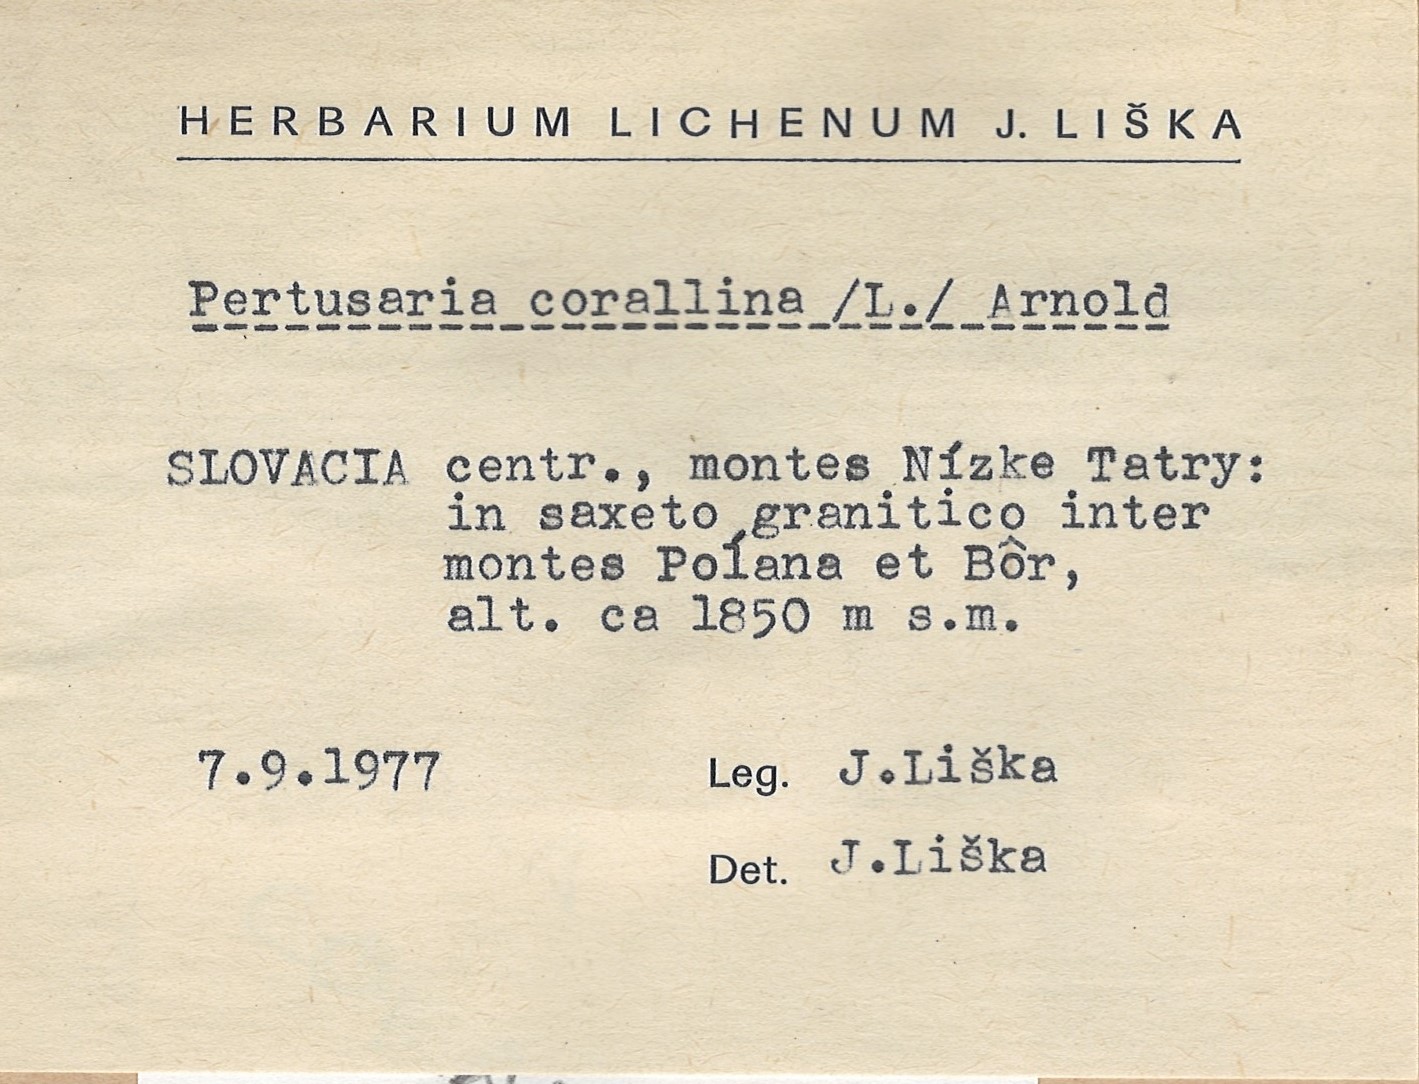 HERBARIUM LICHENUM J. LIŠKA
Pertusaria corallina /L./ Arnold
SLOVACIA centr., montes Nízke Tatry:
in saxeto granitico inter
montes Poĺana et Bôr,
alt. ca 1850 m s.m.
7.9.1977 Leg. J.Liška
Det. J.Liška